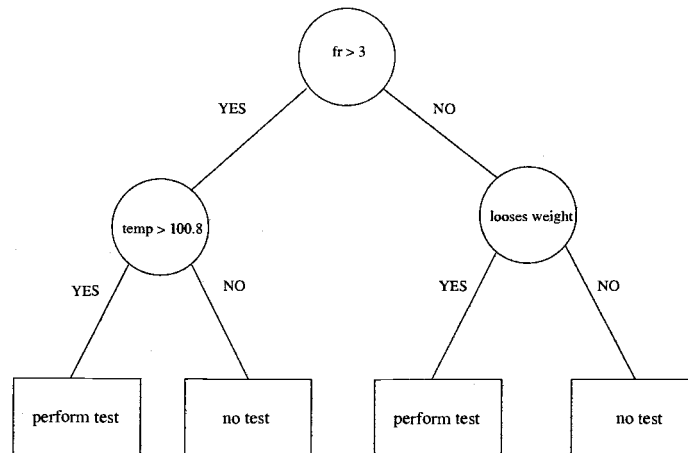 fr > 3
YES
NO
temp > 100.8
looses weight
YES
NO
YES
NO
perform test
no test
perform test
no test